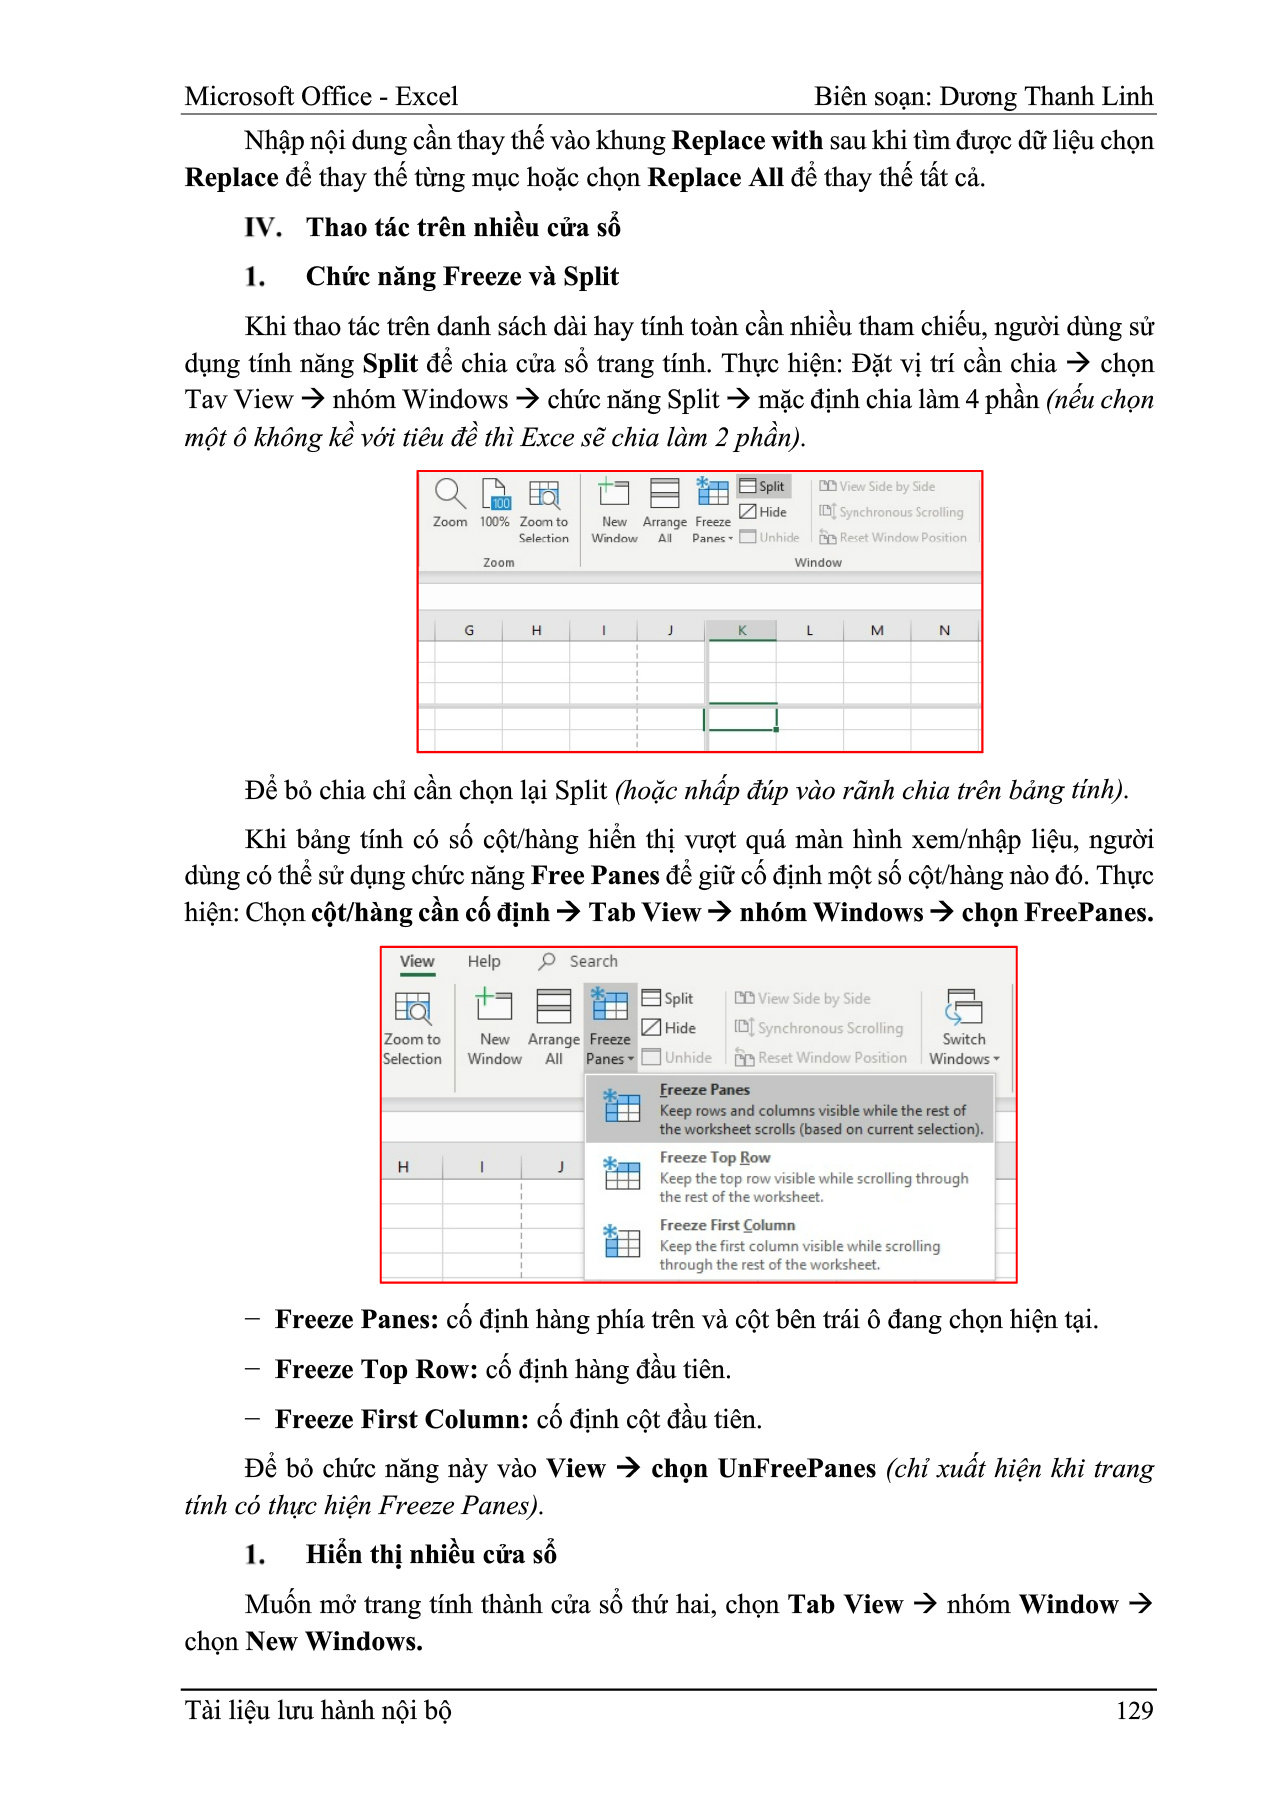 Microsoft Office - Excel Biên soạn: Dương Thanh Linh
Nhập nội dung cần thay thế vào khung Replace with sau khi tìm được dữ liệu chọn
Replace để thay thế từng mục hoặc chọn Replace All để thay thế tất cả.
IV. Thao tác trên nhiều cửa sổ
1. Chức năng Freeze và Split
Khi thao tác trên danh sách dài hay tính toàn cần nhiều tham chiếu, người dùng sử
dụng tính năng Split để chia cửa sổ trang tính. Thực hiện: Đặt vị trí cần chia → chọn
Tav View → nhóm Windows → chức năng Split → mặc định chia làm 4 phần (nếu chọn
một ô không kề với tiêu đề thì Exce sẽ chia làm 2 phần).
Split View Side by Side
Zoom 100% Zoom to New Arrange Freeze Hide Synchronous Scrolling
Selection Window All Panes Unhide Reset Window Position
Zoom Window
G H I J K L M N
Để bỏ chia chỉ cần chọn lại Split (hoặc nhấp đúp vào rãnh chia trên bảng tính).
Khi bảng tính có số cột/hàng hiển thị vượt quá màn hình xem/nhập liệu, người
dùng có thể sử dụng chức năng Free Panes để giữ cố định một số cột/hàng nào đó. Thực
hiện: Chọn cột/hàng cần cố định → Tab View → nhóm Windows → chọn FreePanes.
View Help Search
Split View Side by Side
Zoom to New Arrange Freeze Hide Synchronous Scrolling Switch
Selection Window All Panes Unhide Reset Window Position Windows
Freeze Panes
Keep rows and columns visible while the rest of
the worksheet scrolls (based on current selection).
H I J
Freeze Top Row
Keep the top row visible while scrolling through
the rest of the worksheet.
Freeze First Column
Keep the first column visible while scrolling
through the rest of the worksheet.
− Freeze Panes: cố định hàng phía trên và cột bên trái ô đang chọn hiện tại.
− Freeze Top Row: cố định hàng đầu tiên.
− Freeze First Column: cố định cột đầu tiên.
Để bỏ chức năng này vào View → chọn UnFreePanes (chỉ xuất hiện khi trang
tính có thực hiện Freeze Panes).
1. Hiển thị nhiều cửa sổ
Muốn mở trang tính thành cửa sổ thứ hai, chọn Tab View → nhóm Window →
chọn New Windows.
Tài liệu lưu hành nội bộ 129